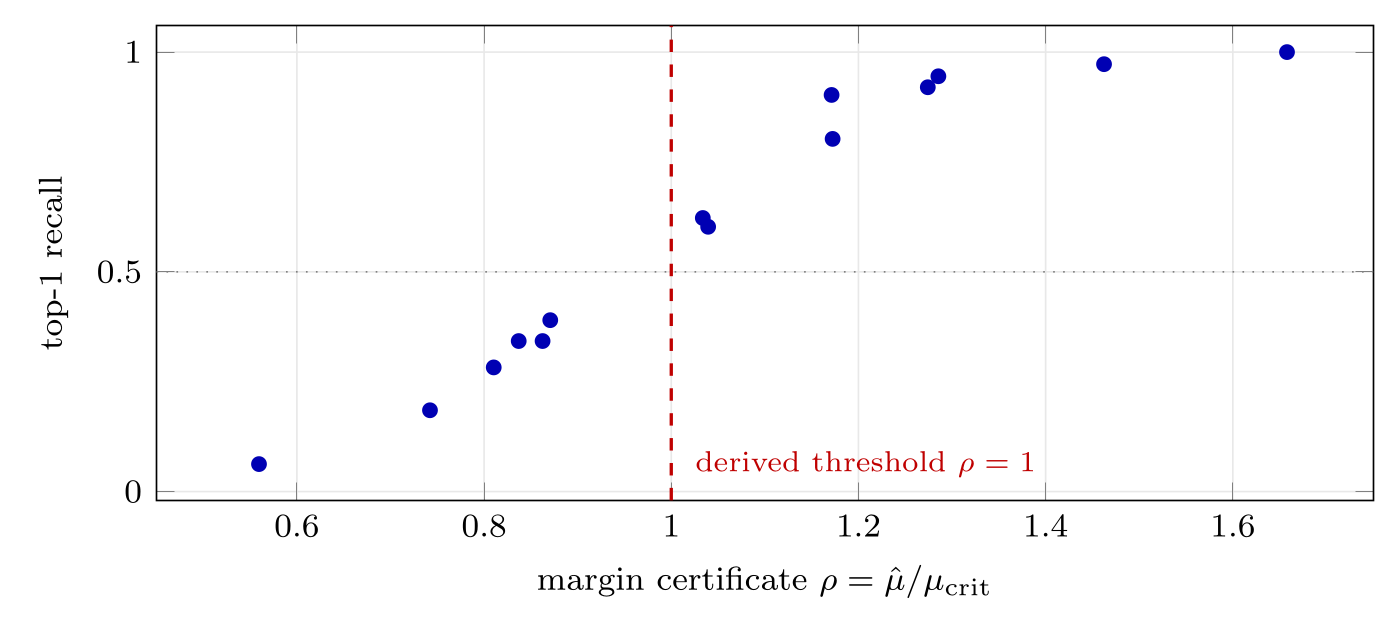 1
0.5
0
top-1 recall
derived threshold ρ = 1
0.6 0.8 1 1.2 1.4 1.6
margin certificate ρ = μ̂/μ_crit